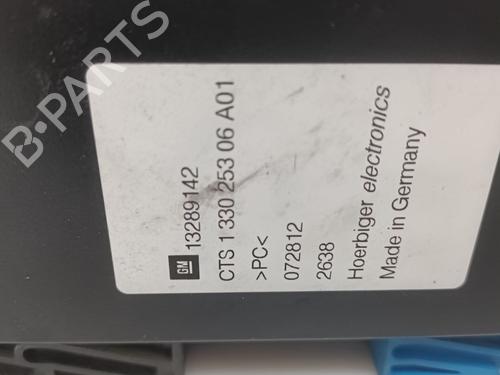 B-PARTS
GM 13289142
CTS 1 330 253 06 A01
>PC<
072812
2638
Hoerbiger electronics
Made in Germany